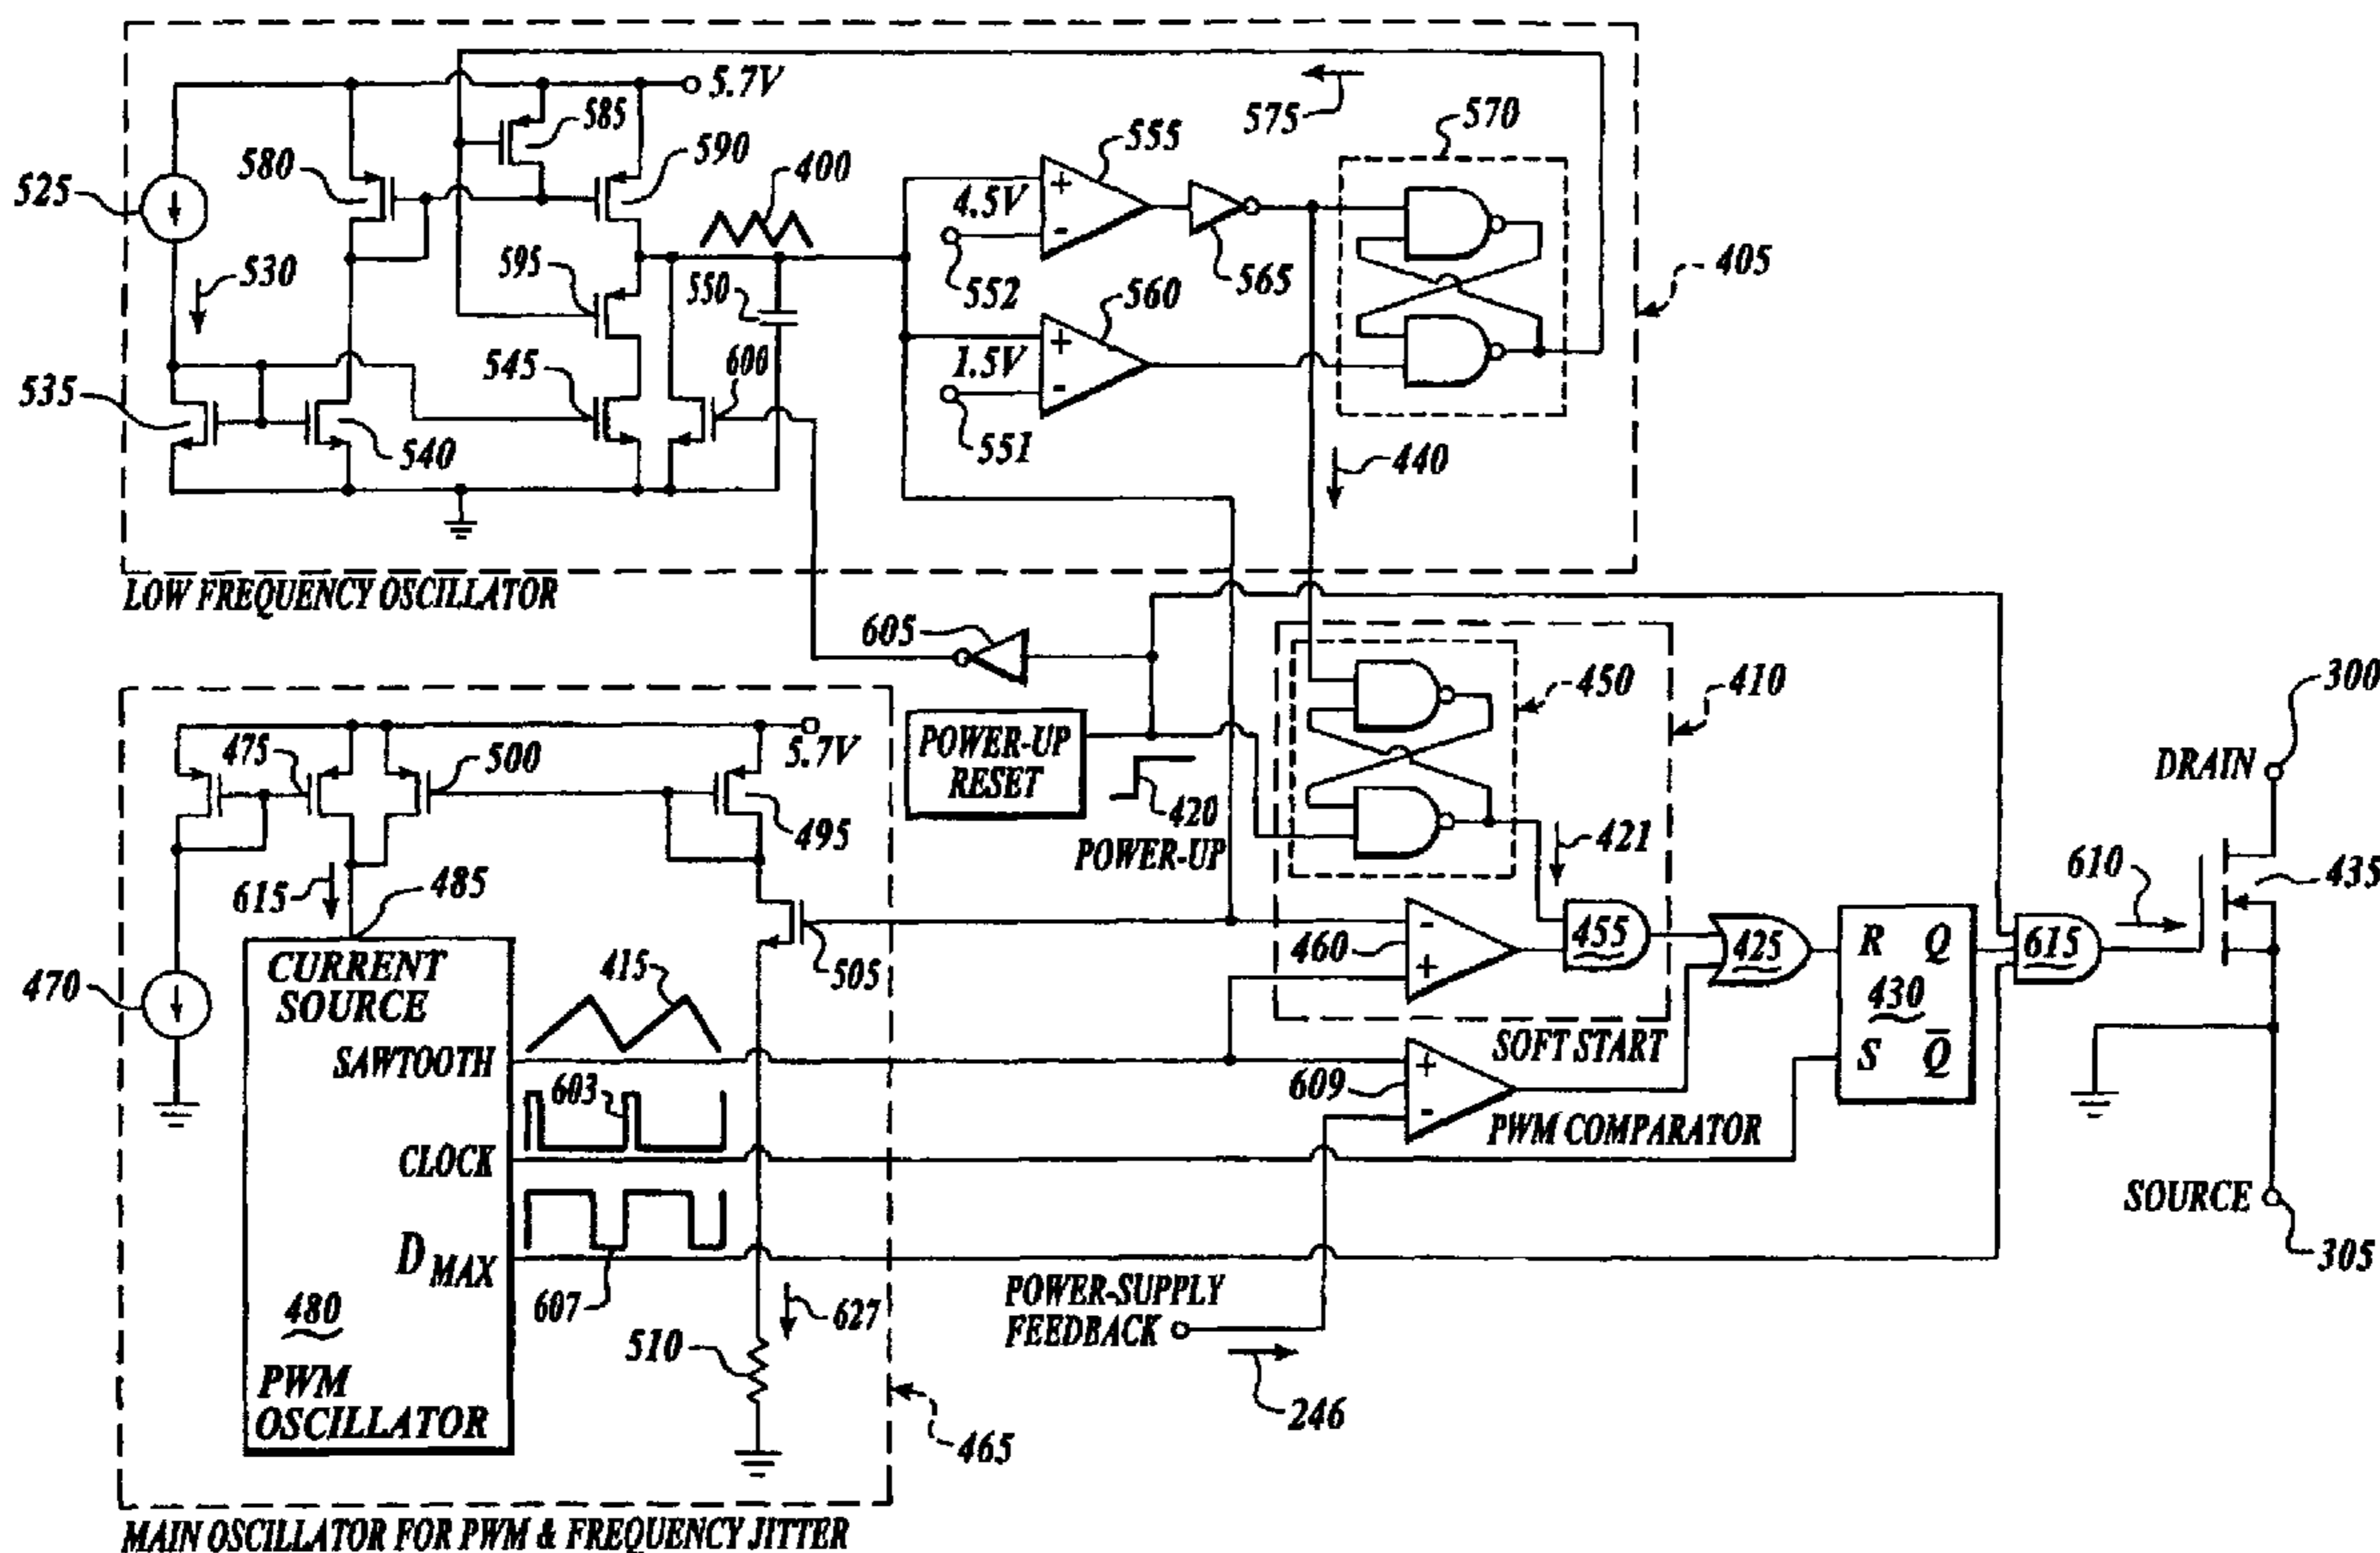 5.7V
585
580
590
400
525
530
595
550
600
545
535
540
4.5V
+
-
555
552
565
1.5V
+
-
560
551
575
570
405
440
LOW FREQUENCY OSCILLATOR
605
POWER-UP
RESET
420
POWER-UP
450
410
421
460
-
+
455
SOFT START
425
R Q
430
S Q̅
615
610
DRAIN
300
435
SOURCE
305
475
500
5.7V
495
615
485
470
505
CURRENT
SOURCE
415
SAWTOOTH
603
CLOCK
D MAX
607
480
PWM
OSCILLATOR
627
510
465
609
+
-
PWM COMPARATOR
POWER-SUPPLY
FEEDBACK
246
MAIN OSCILLATOR FOR PWM & FREQUENCY JITTER